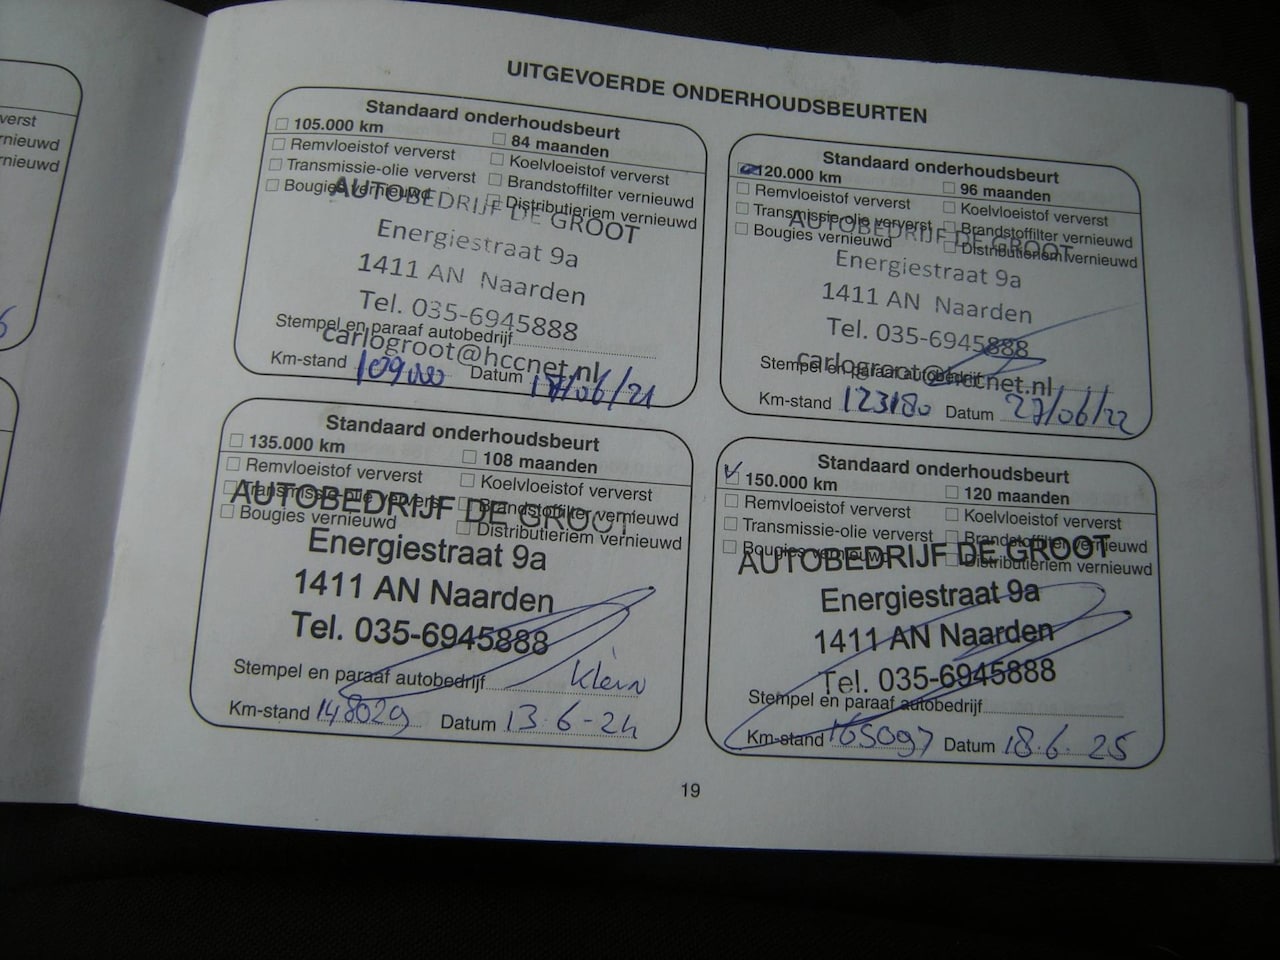 verst
nieuwd
nieuwd
UITGEVOERDE ONDERHOUDSBEURTEN
Standaard onderhoudsbeurt
105.000 km 84 maanden
Remvloeistof ververst Koelvloeistof ververst
Transmissie-olie ververst Brandstoffilter vernieuwd
Bougies vernieuwd Distributieriem vernieuwd
AUTOBEDRIJF DE GROOT
Energiestraat 9a
1411 AN Naarden
Tel. 035-6945888
Stempel en paraaf autobedrijf
carlogroot@hccnet.nl
Km-stand 109000 Datum 17/06/21
Standaard onderhoudsbeurt
120.000 km 96 maanden
Remvloeistof ververst Koelvloeistof ververst
Transmissie-olie ververst Brandstoffilter vernieuwd
Bougies vernieuwd Distributieriem vernieuwd
AUTOBEDRIJF DE GROOT
Energiestraat 9a
1411 AN Naarden
Tel. 035-6945888
Stempel en paraaf autobedrijf
carlogroot@hccnet.nl
Km-stand 123180 Datum 27/06/22
Standaard onderhoudsbeurt
135.000 km 108 maanden
Remvloeistof ververst Koelvloeistof ververst
Transmissie-olie ververst Brandstoffilter vernieuwd
Bougies vernieuwd Distributieriem vernieuwd
AUTOBEDRIJF DE GROOT
Energiestraat 9a
1411 AN Naarden
Tel. 035-6945888
Stempel en paraaf autobedrijf Klein
Km-stand 148029 Datum 13-6-24
Standaard onderhoudsbeurt
150.000 km 120 maanden
Remvloeistof ververst Koelvloeistof ververst
Transmissie-olie ververst Brandstoffilter vernieuwd
Bougies vernieuwd Distributieriem vernieuwd
AUTOBEDRIJF DE GROOT
Energiestraat 9a
1411 AN Naarden
Tel. 035-6945888
Stempel en paraaf autobedrijf
Km-stand 165097 Datum 18.6.25
19